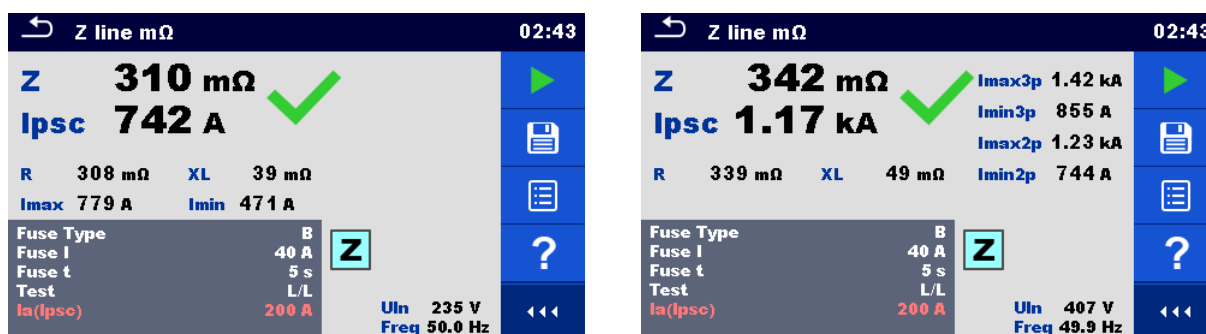 Z line mΩ 02:43
Z 310 mΩ
Ipsc 742 A
R 308 mΩ XL 39 mΩ
Imax 779 A Imin 471 A
Fuse Type B
Fuse I 40 A
Fuse t 5 s
Test L/L
Ia(Ipsc) 200 A
Z
Uln 235 V
Freq 50.0 Hz
?
Z line mΩ 02:43
Z 342 mΩ
Ipsc 1.17 kA
Imax3p 1.42 kA
Imin3p 855 A
Imax2p 1.23 kA
Imin2p 744 A
R 339 mΩ XL 49 mΩ
Fuse Type B
Fuse I 40 A
Fuse t 5 s
Test L/L
Ia(Ipsc) 200 A
Z
Uln 407 V
Freq 49.9 Hz
?